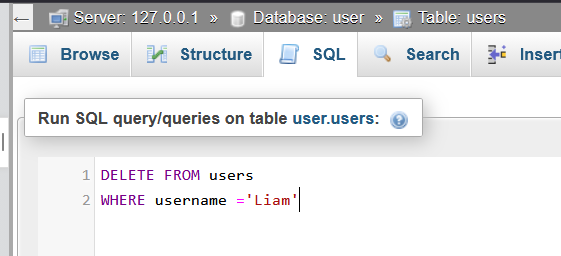 Server: 127.0.0.1 » Database: user » Table: users
Browse Structure SQL Search Insert
Run SQL query/queries on table user.users:
1 DELETE FROM users
2 WHERE username ='Liam'